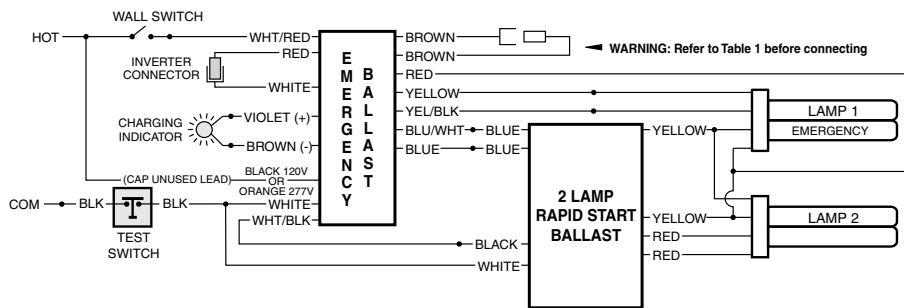 WALL SWITCH
HOT
WHT/RED
RED
INVERTER
CONNECTOR
WHITE
CHARGING
INDICATOR
VIOLET (+)
BROWN (-)
(CAP UNUSED LEAD)
BLACK 120V
OR
ORANGE 277V
COM
BLK
BLK
WHITE
WHT/BLK
TEST
SWITCH
EMERGENCY
BALLAST
BROWN
BROWN
WARNING: Refer to Table 1 before connecting
RED
YELLOW
YEL/BLK
BLU/WHT
BLUE
BLUE
BLUE
BLACK
WHITE
2 LAMP
RAPID START
BALLAST
YELLOW
YELLOW
RED
RED
LAMP 1
EMERGENCY
LAMP 2